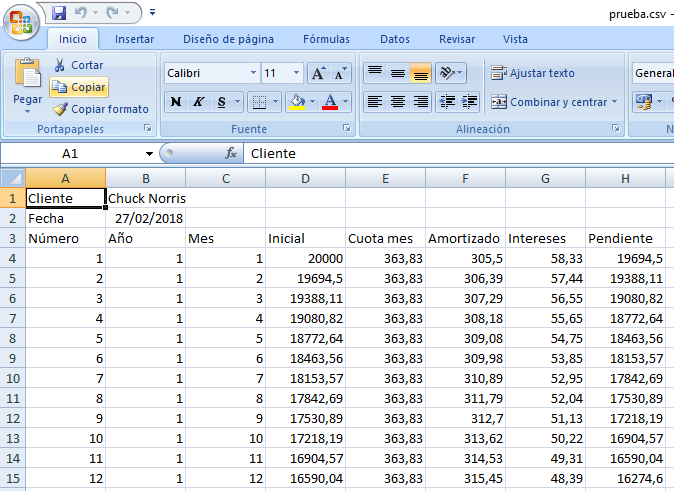 prueba.csv -
Inicio Insertar Diseño de página Fórmulas Datos Revisar Vista
Pegar
Cortar
Copiar
Copiar formato
Portapapeles
Calibri 11 A A
N K S A
Fuente
Ajustar texto
Combinar y centrar
Alineación
General
N
A1 fx Cliente
A B C D E F G H
1 Cliente Chuck Norris
2 Fecha 27/02/2018
3 Número Año Mes Inicial Cuota mes Amortizado Intereses Pendiente
4 1 1 1 20000 363,83 305,5 58,33 19694,5
5 2 1 2 19694,5 363,83 306,39 57,44 19388,11
6 3 1 3 19388,11 363,83 307,29 56,55 19080,82
7 4 1 4 19080,82 363,83 308,18 55,65 18772,64
8 5 1 5 18772,64 363,83 309,08 54,75 18463,56
9 6 1 6 18463,56 363,83 309,98 53,85 18153,57
10 7 1 7 18153,57 363,83 310,89 52,95 17842,69
11 8 1 8 17842,69 363,83 311,79 52,04 17530,89
12 9 1 9 17530,89 363,83 312,7 51,13 17218,19
13 10 1 10 17218,19 363,83 313,62 50,22 16904,57
14 11 1 11 16904,57 363,83 314,53 49,31 16590,04
15 12 1 12 16590,04 363,83 315,45 48,39 16274,6